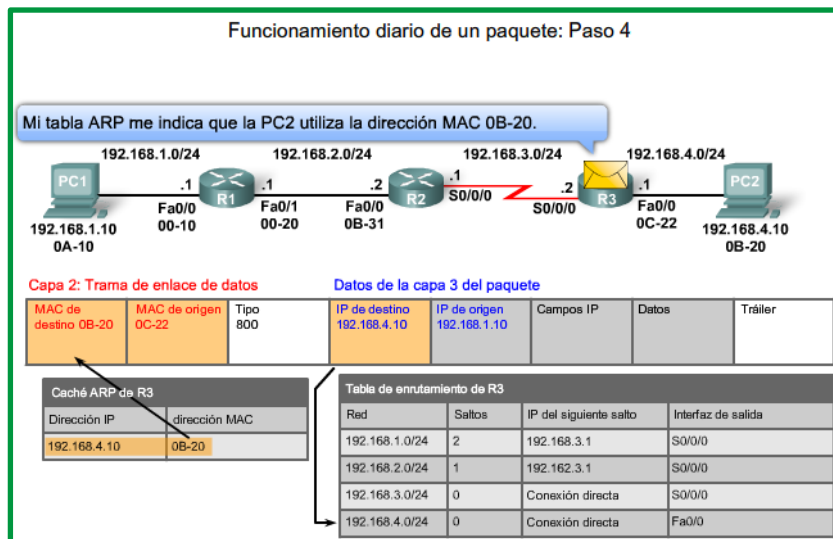 Funcionamiento diario de un paquete: Paso 4
Mi tabla ARP me indica que la PC2 utiliza la dirección MAC 0B-20.
192.168.1.0/24 192.168.2.0/24 192.168.3.0/24 192.168.4.0/24
PC1 .1 R1 .1 .2 R2 .1 .2 R3 .1 PC2
Fa0/0 Fa0/1 Fa0/0 S0/0/0 S0/0/0 Fa0/0
00-10 00-20 0B-31 0C-22
192.168.1.10 192.168.4.10
0A-10 0B-20
Capa 2: Trama de enlace de datos Datos de la capa 3 del paquete
MAC de MAC de origen Tipo IP de destino IP de origen Campos IP Datos Tráiler
destino 0B-20 0C-22 800 192.168.4.10 192.168.1.10
Caché ARP de R3
Dirección IP dirección MAC
192.168.4.10 0B-20
Tabla de enrutamiento de R3
Red Saltos IP del siguiente salto Interfaz de salida
192.168.1.0/24 2 192.168.3.1 S0/0/0
192.168.2.0/24 1 192.162.3.1 S0/0/0
192.168.3.0/24 0 Conexión directa S0/0/0
192.168.4.0/24 0 Conexión directa Fa0/0